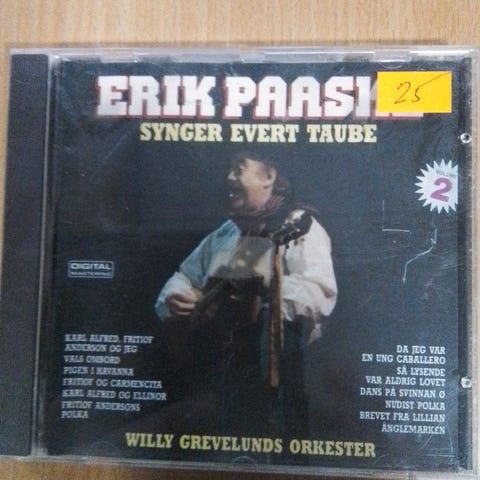 ERIK PAASKE
25
SYNGER EVERT TAUBE
VOLUME
2
DIGITAL
MASTERING
KARL ALFRED, FRITIOF
ANDERSON OG JEG
VALS OMBORD
PIGEN I HAVANNA
FRITIOF OG CARMENCITA
KARL ALFRED OG ELLINOR
FRITIOF ANDERSONS
POLKA
DA JEG VAR
EN UNG CABALLERO
SÅ LYSENDE
VAR ALDRIG LOVET
DANS PÅ SVINNAN Ø
NUDIST POLKA
BREVET FRA LILLIAN
ÄNGLEMARKEN
WILLY GREVELUNDS ORKESTER